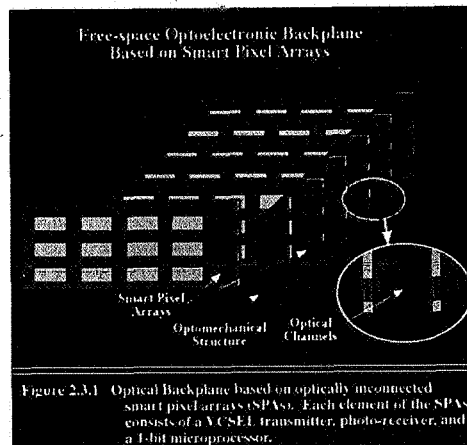 Free-space Optoelectronic Backplane
Based on Smart Pixel Arrays
Smart Pixel
Arrays
Optomechanical
Structure
Optical
Channels
Figure 2.3.1 Optical Backplane based on optically inconnected
smart pixel arrays (SPAs). Each element of the SPAs
consists of a VCSEL transmitter, photo-receiver, and
a 1-bit microprocessor.